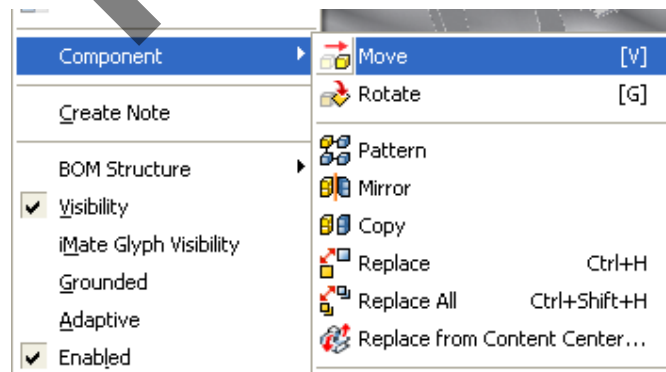 Component
Create Note
BOM Structure
Visibility
iMate Glyph Visibility
Grounded
Adaptive
Enabled
Move [V]
Rotate [G]
Pattern
Mirror
Copy
Replace Ctrl+H
Replace All Ctrl+Shift+H
Replace from Content Center...